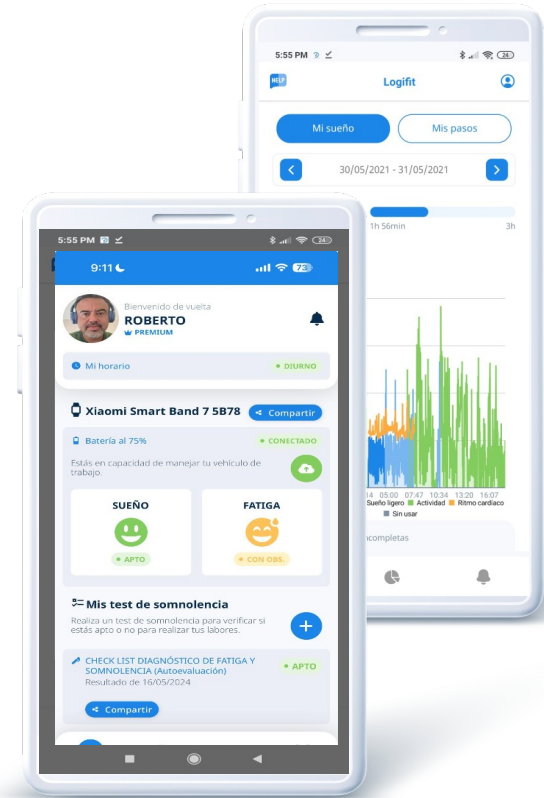 5:55 PM
24
HELP
Logifit
Mi sueño
Mis pasos
30/05/2021 - 31/05/2021
1h 56min
3h
14 05:00 07:47 10:34 13:20 16:07
Sueño ligero Actividad Ritmo cardiaco
Sin usar
ncompletas
5:55 PM
24
9:11
73
Bienvenido de vuelta
ROBERTO
PREMIUM
Mi horario
DIURNO
Xiaomi Smart Band 7 5B78
Compartir
Batería al 75%
CONECTADO
Estás en capacidad de manejar tu vehículo de
trabajo.
SUEÑO
FATIGA
APTO
CON OBS.
Mis test de somnolencia
Realiza un test de somnolencia para verificar si
estás apto o no para realizar tus labores.
CHECK LIST DIAGNÓSTICO DE FATIGA Y
SOMNOLENCIA (Autoevaluación)
APTO
Resultado de 16/05/2024
Compartir